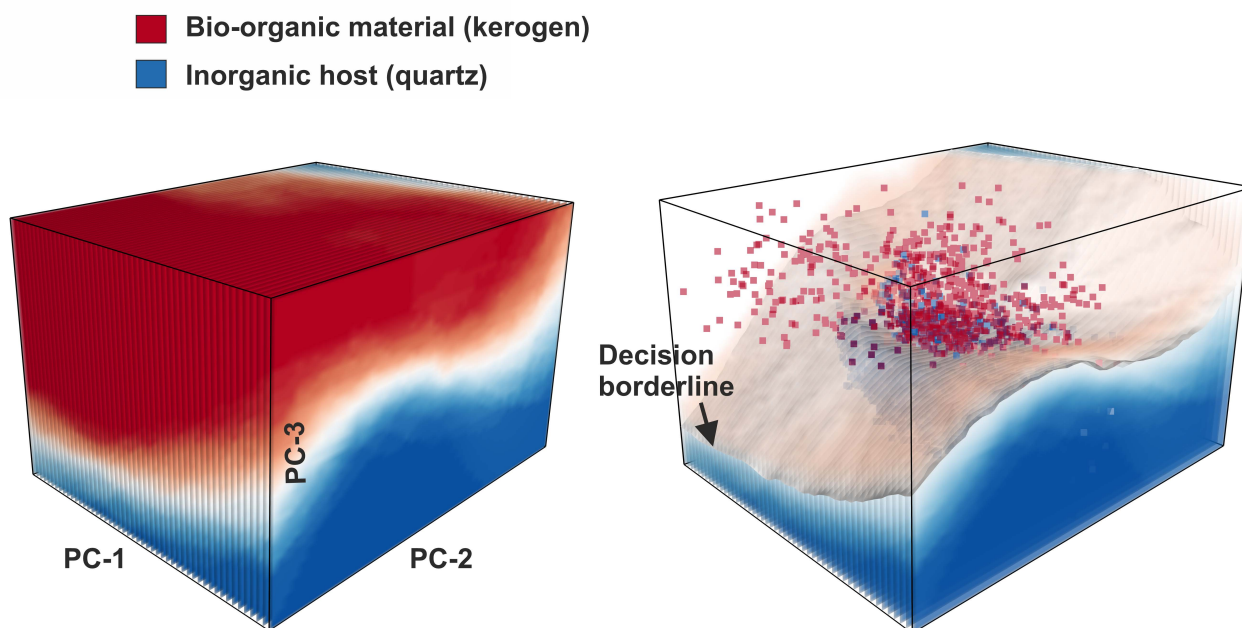 Bio-organic material (kerogen)
Inorganic host (quartz)
Decision
borderline
PC-3
PC-1
PC-2